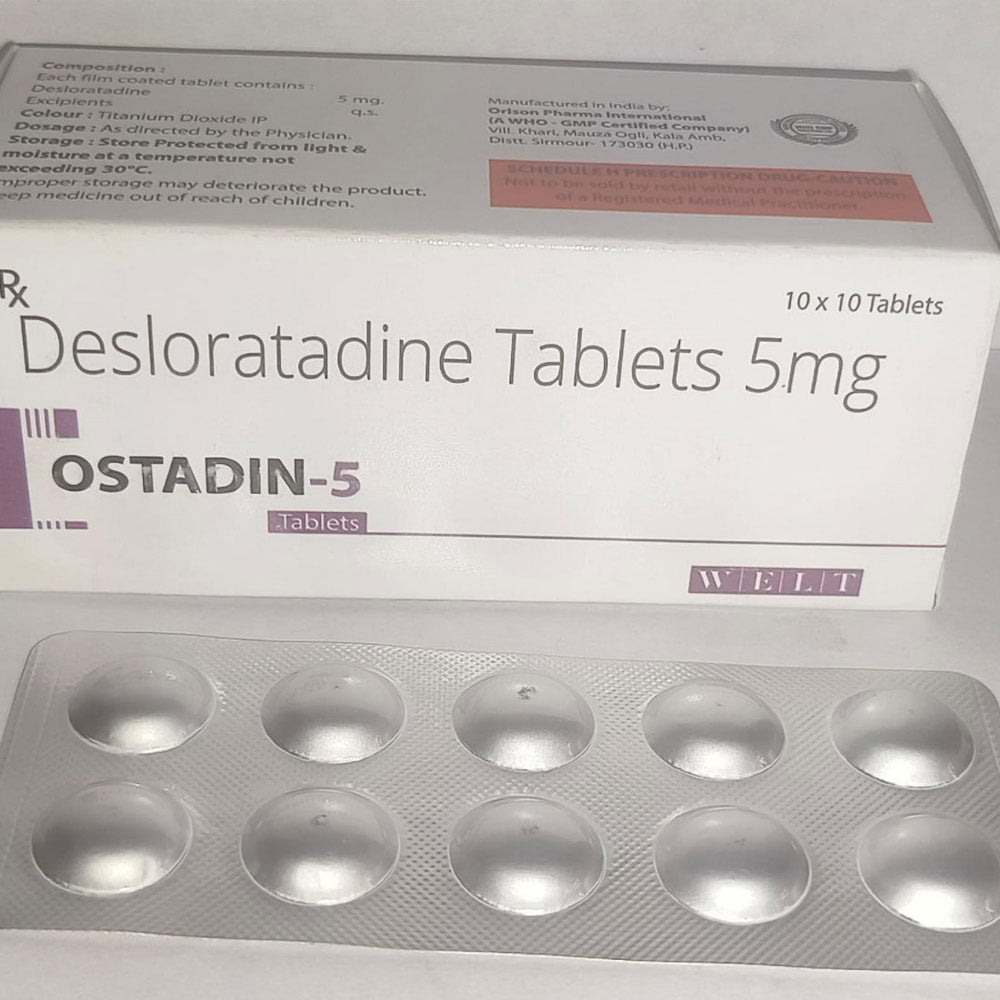 Composition :
Each film coated tablet contains :
Desloratadine 5 mg.
Excipients q.s.
Colour : Titanium Dioxide IP
Dosage : As directed by the Physician.
Storage : Store Protected from light &
moisture at a temperature not
exceeding 30°C.
mproper storage may deteriorate the product.
eep medicine out of reach of children.
Manufactured in India by:
Orison Pharma International
(A WHO - GMP Certified Company)
Vill. Khari, Mauza Ogli, Kala Amb,
Distt. Sirmour- 173030 (H.P.)
SCHEDULE H PRESCRIPTION DRUG-CAUTION
Not to be sold by retail without the prescription
of a Registered Medical Practitioner.
Rx
10 x 10 Tablets
Desloratadine Tablets 5mg
OSTADIN-5
Tablets
WELT